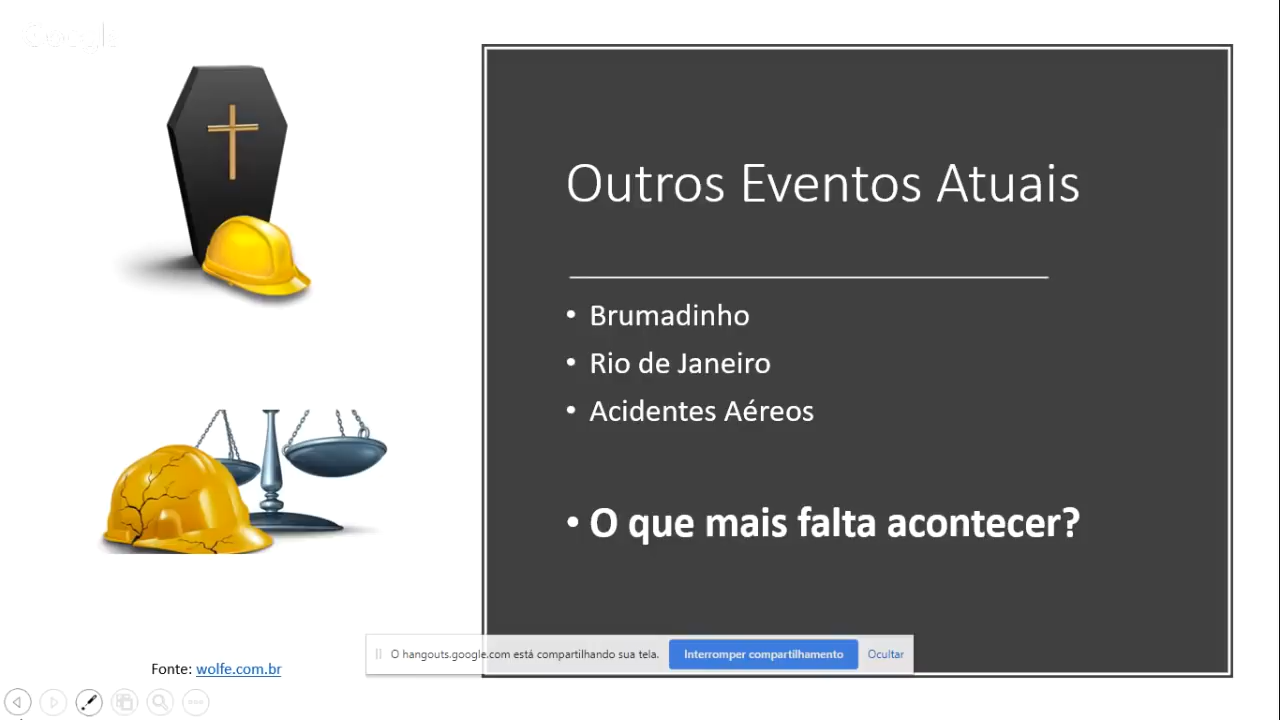 Outros Eventos Atuais
• Brumadinho
• Rio de Janeiro
• Acidentes Aéreos
• O que mais falta acontecer?
O hangouts.google.com está compartilhando sua tela. Interromper compartilhamento Ocultar
Fonte: wolfe.com.br